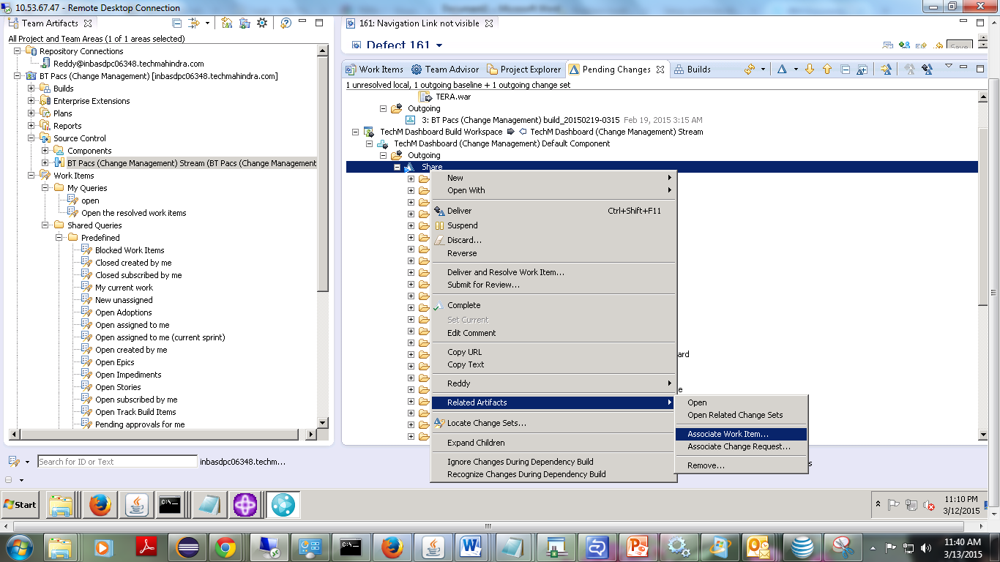 10.53.67.47 - Remote Desktop Connection
Team Artifacts
All Project and Team Areas (1 of 1 areas selected)
Repository Connections
Reddy@inbasdpc06348.techmahindra.com
BT Pacs (Change Management) [inbasdpc06348.techmahindra.com]
Builds
Enterprise Extensions
Plans
Reports
Source Control
Components
BT Pacs (Change Management) Stream (BT Pacs (Change Management
Work Items
My Queries
open
Open the resolved work items
Shared Queries
Predefined
Blocked Work Items
Closed created by me
Closed subscribed by me
My current work
New unassigned
Open Adoptions
Open assigned to me
Open assigned to me (current sprint)
Open created by me
Open Epics
Open Impediments
Open Stories
Open subscribed by me
Open Track Build Items
Pending approvals for me
161: Navigation Link not visible
Defect 161
Save
Work Items Team Advisor Project Explorer Pending Changes Builds
1 unresolved local, 1 outgoing baseline + 1 outgoing change set
TERA.war
Outgoing
3: BT Pacs (Change Management) build_20150219-0315 Feb 19, 2015 3:15 AM
TechM Dashboard Build Workspace TechM Dashboard (Change Management) Stream
TechM Dashboard (Change Management) Default Component
Outgoing
Share
New
Open With
Deliver Ctrl+Shift+F11
Suspend
Discard...
Reverse
Deliver and Resolve Work Item...
Submit for Review...
Complete
Set Current
Edit Comment
Copy URL
Copy Text
Reddy
Related Artifacts
Locate Change Sets...
Expand Children
Ignore Changes During Dependency Build
Recognize Changes During Dependency Build
ard
e
Open
Open Related Change Sets
Associate Work Item...
Associate Change Request...
Remove...
s
Search for ID or Text inbasdpc06348.techm...
Start
11:10 PM
3/12/2015
11:40 AM
3/13/2015